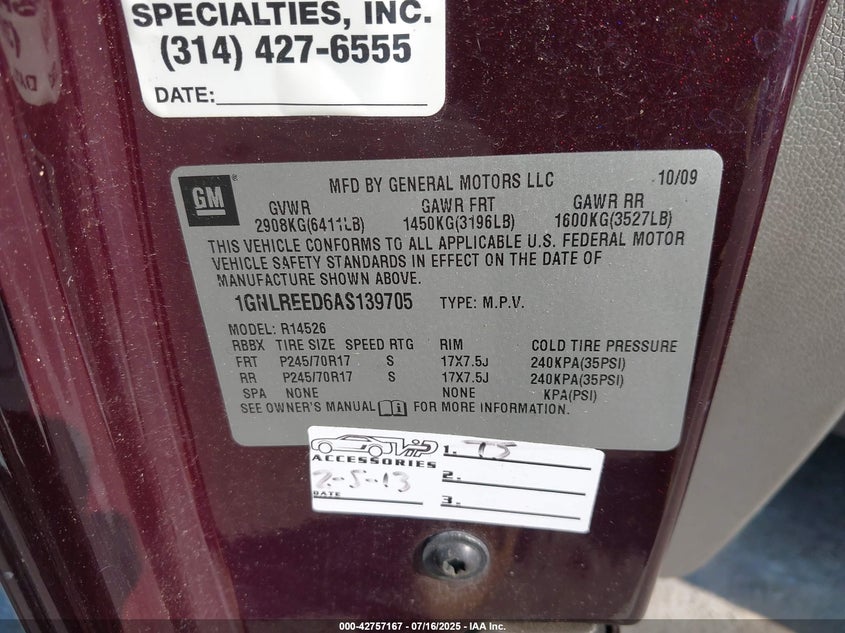 SPECIALTIES, INC.
(314) 427-6555
DATE:
GM
MFD BY GENERAL MOTORS LLC 10/09
GVWR GAWR FRT GAWR RR
2908KG(6411LB) 1450KG(3196LB) 1600KG(3527LB)
THIS VEHICLE CONFORMS TO ALL APPLICABLE U.S. FEDERAL MOTOR
VEHICLE SAFETY STANDARDS IN EFFECT ON THE DATE OF
MANUFACTURE SHOWN ABOVE.
1GNLREED6AS139705 TYPE: M.P.V.
MODEL: R14526
RBBX TIRE SIZE SPEED RTG RIM COLD TIRE PRESSURE
FRT P245/70R17 S 17X7.5J 240KPA(35PSI)
RR P245/70R17 S 17X7.5J 240KPA(35PSI)
SPA NONE NONE KPA(PSI)
SEE OWNER'S MANUAL FOR MORE INFORMATION.
VIP
ACCESSORIES
2-5-13
DATE
1. TS
2.
3.
000-42757167 - 07/16/2025 - IAA Inc.